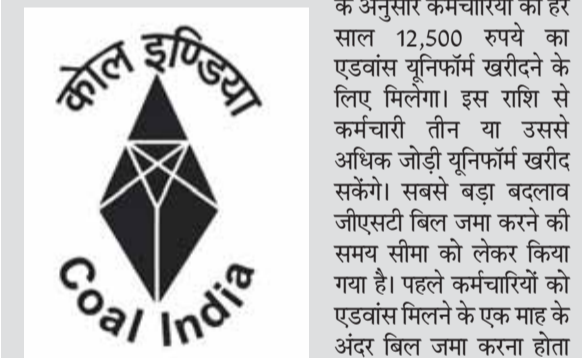 कोल इण्डिया
Coal India
के अनुसार कर्मचारियों को हर
साल 12,500 रुपये का
एडवांस यूनिफॉर्म खरीदने के
लिए मिलेगा। इस राशि से
कर्मचारी तीन या उससे
अधिक जोड़ी यूनिफॉर्म खरीद
सकेंगे। सबसे बड़ा बदलाव
जीएसटी बिल जमा करने की
समय सीमा को लेकर किया
गया है। पहले कर्मचारियों को
एडवांस मिलने के एक माह के
अंदर बिल जमा करना होता